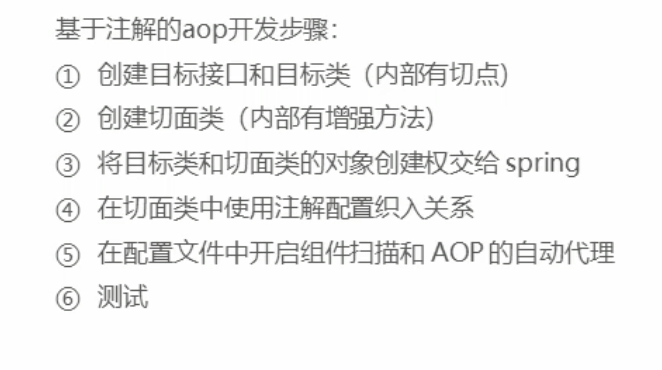 基于注解的aop开发步骤：
① 创建目标接口和目标类（内部有切点）
② 创建切面类（内部有增强方法）
③ 将目标类和切面类的对象创建权交给 spring
④ 在切面类中使用注解配置织入关系
⑤ 在配置文件中开启组件扫描和 AOP 的自动代理
⑥ 测试